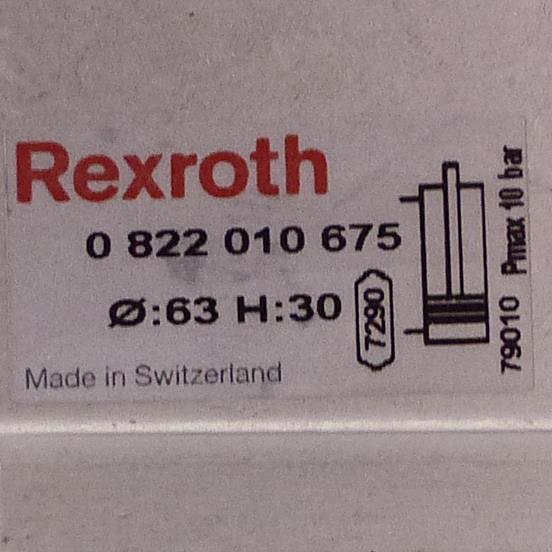 Rexroth
0 822 010 675
Ø:63 H:30
7290
Made in Switzerland
79010 Pmax 10 bar